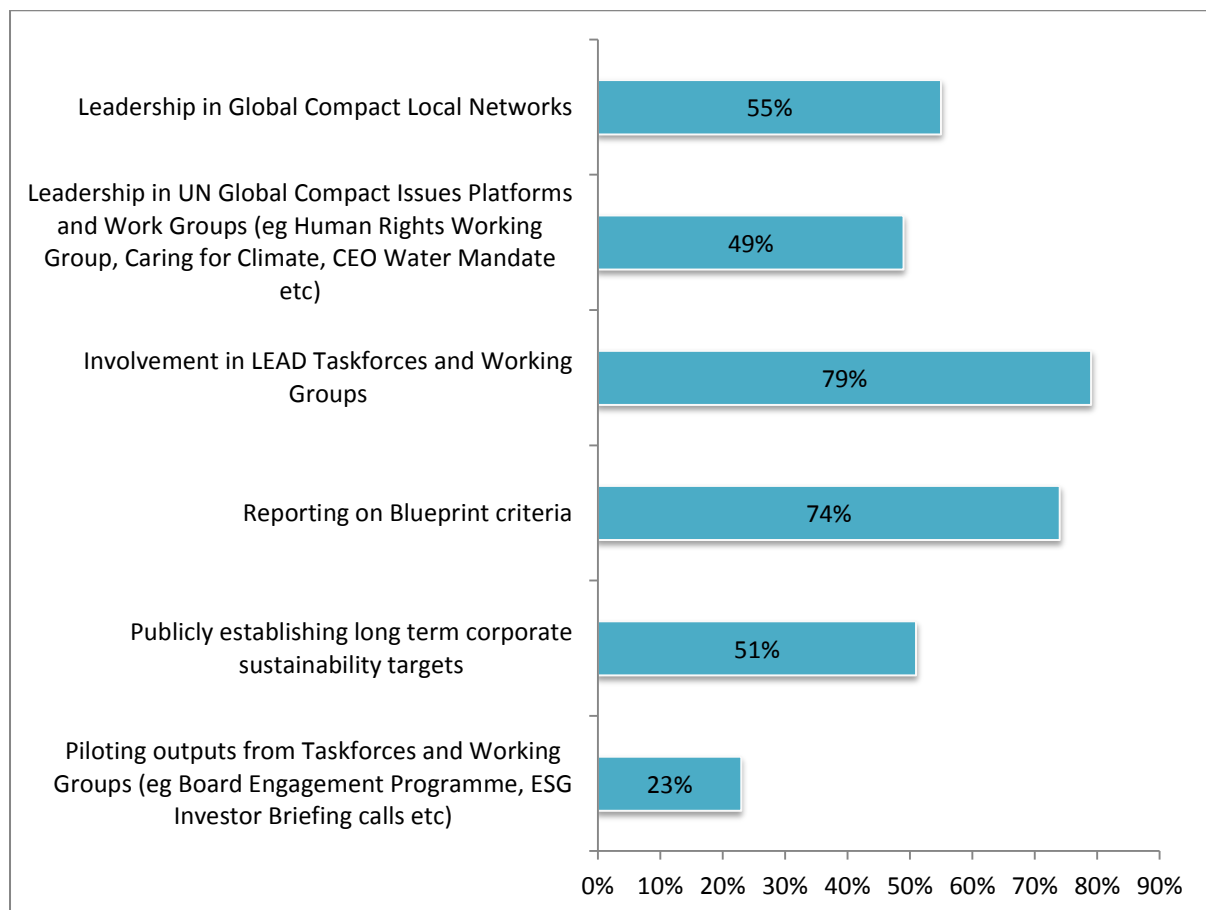 Leadership in Global Compact Local Networks
55%
Leadership in UN Global Compact Issues Platforms
and Work Groups (eg Human Rights Working
Group, Caring for Climate, CEO Water Mandate
etc)
49%
Involvement in LEAD Taskforces and Working
Groups
79%
Reporting on Blueprint criteria
74%
Publicly establishing long term corporate
sustainability targets
51%
Piloting outputs from Taskforces and Working
Groups (eg Board Engagement Programme, ESG
Investor Briefing calls etc)
23%
0% 10% 20% 30% 40% 50% 60% 70% 80% 90%